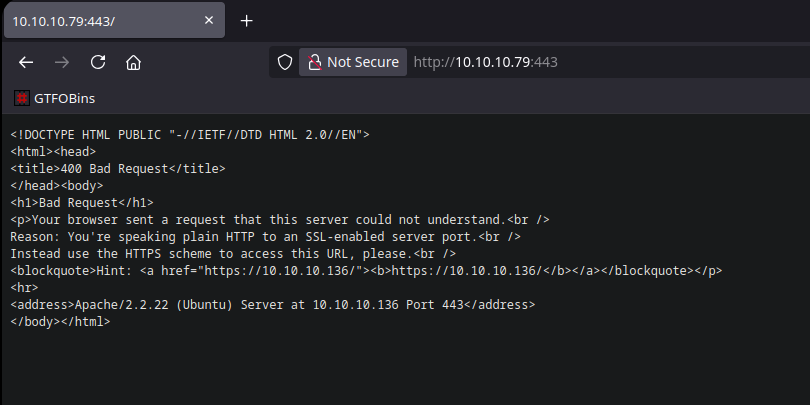 10.10.10.79:443/
Not Secure http://10.10.10.79:443
GTFOBins
<!DOCTYPE HTML PUBLIC "-//IETF//DTD HTML 2.0//EN">
<html><head>
<title>400 Bad Request</title>
</head><body>
<h1>Bad Request</h1>
<p>Your browser sent a request that this server could not understand.<br />
Reason: You're speaking plain HTTP to an SSL-enabled server port.<br />
Instead use the HTTPS scheme to access this URL, please.<br />
<blockquote>Hint: <a href="https://10.10.10.136/"><b>https://10.10.10.136/</b></a></blockquote></p>
<hr>
<address>Apache/2.2.22 (Ubuntu) Server at 10.10.10.136 Port 443</address>
</body></html>